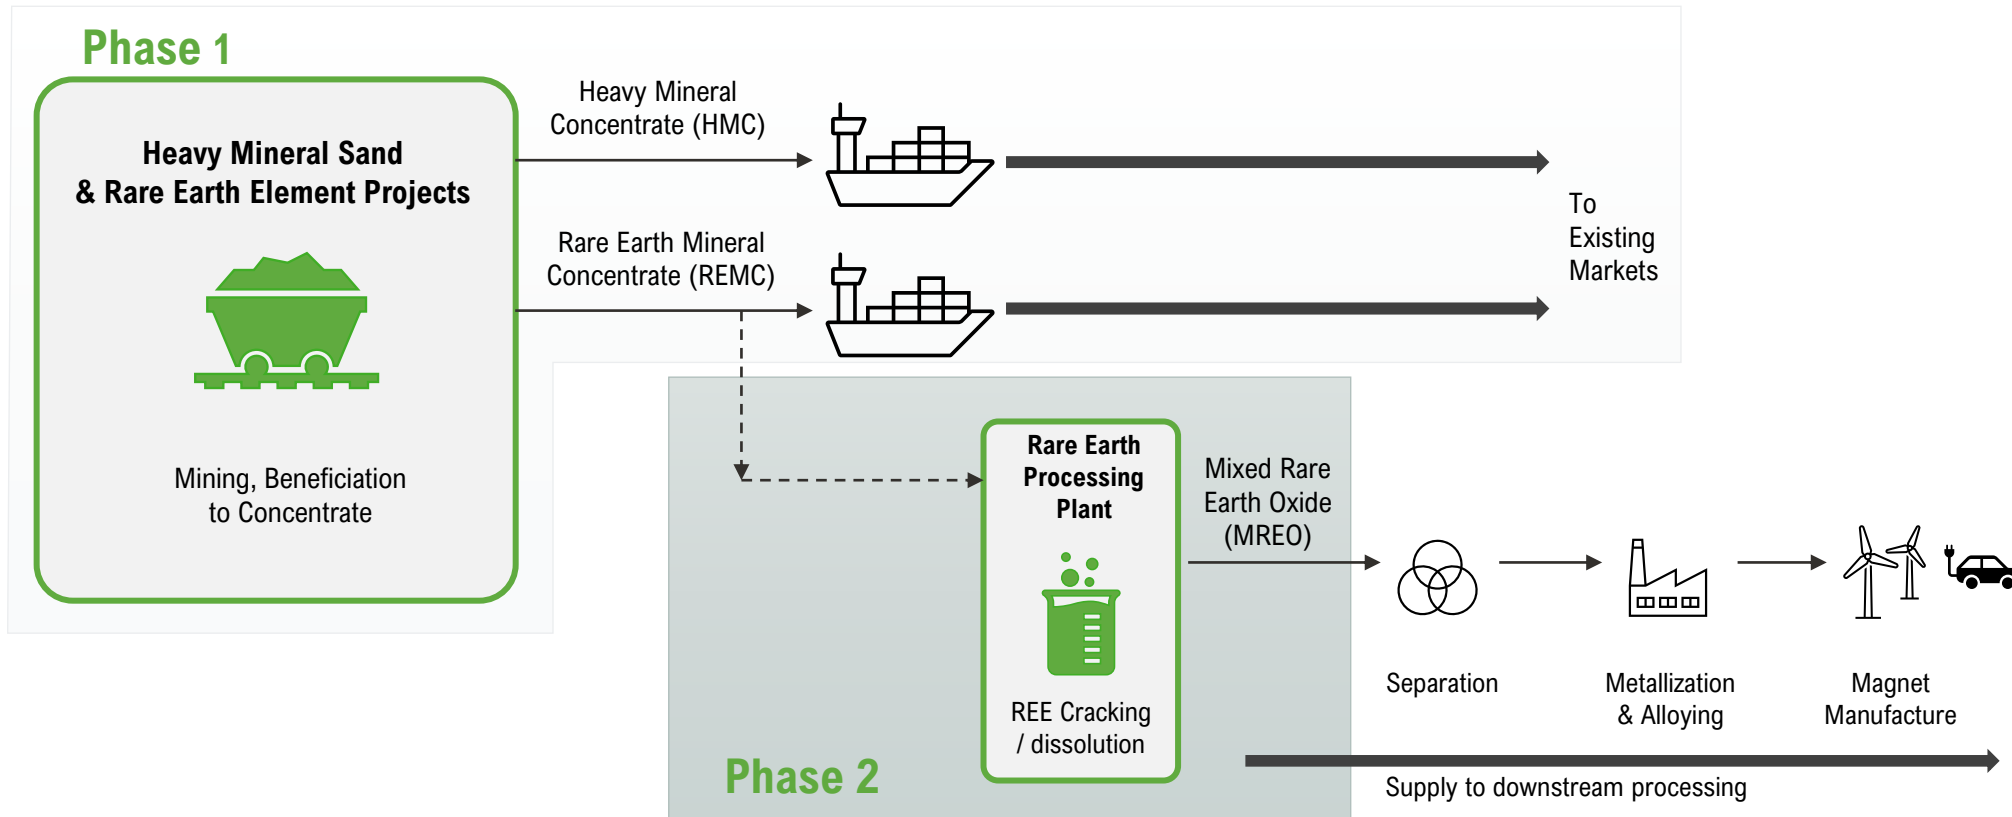 Phase 1
Heavy Mineral Sand
& Rare Earth Element Projects
Mining, Beneficiation
to Concentrate
Heavy Mineral
Concentrate (HMC)
Rare Earth Mineral
Concentrate (REMC)
To
Existing
Markets
Phase 2
Rare Earth
Processing
Plant
REE Cracking
/ dissolution
Mixed Rare
Earth Oxide
(MREO)
Separation
Metallization
& Alloying
Magnet
Manufacture
Supply to downstream processing